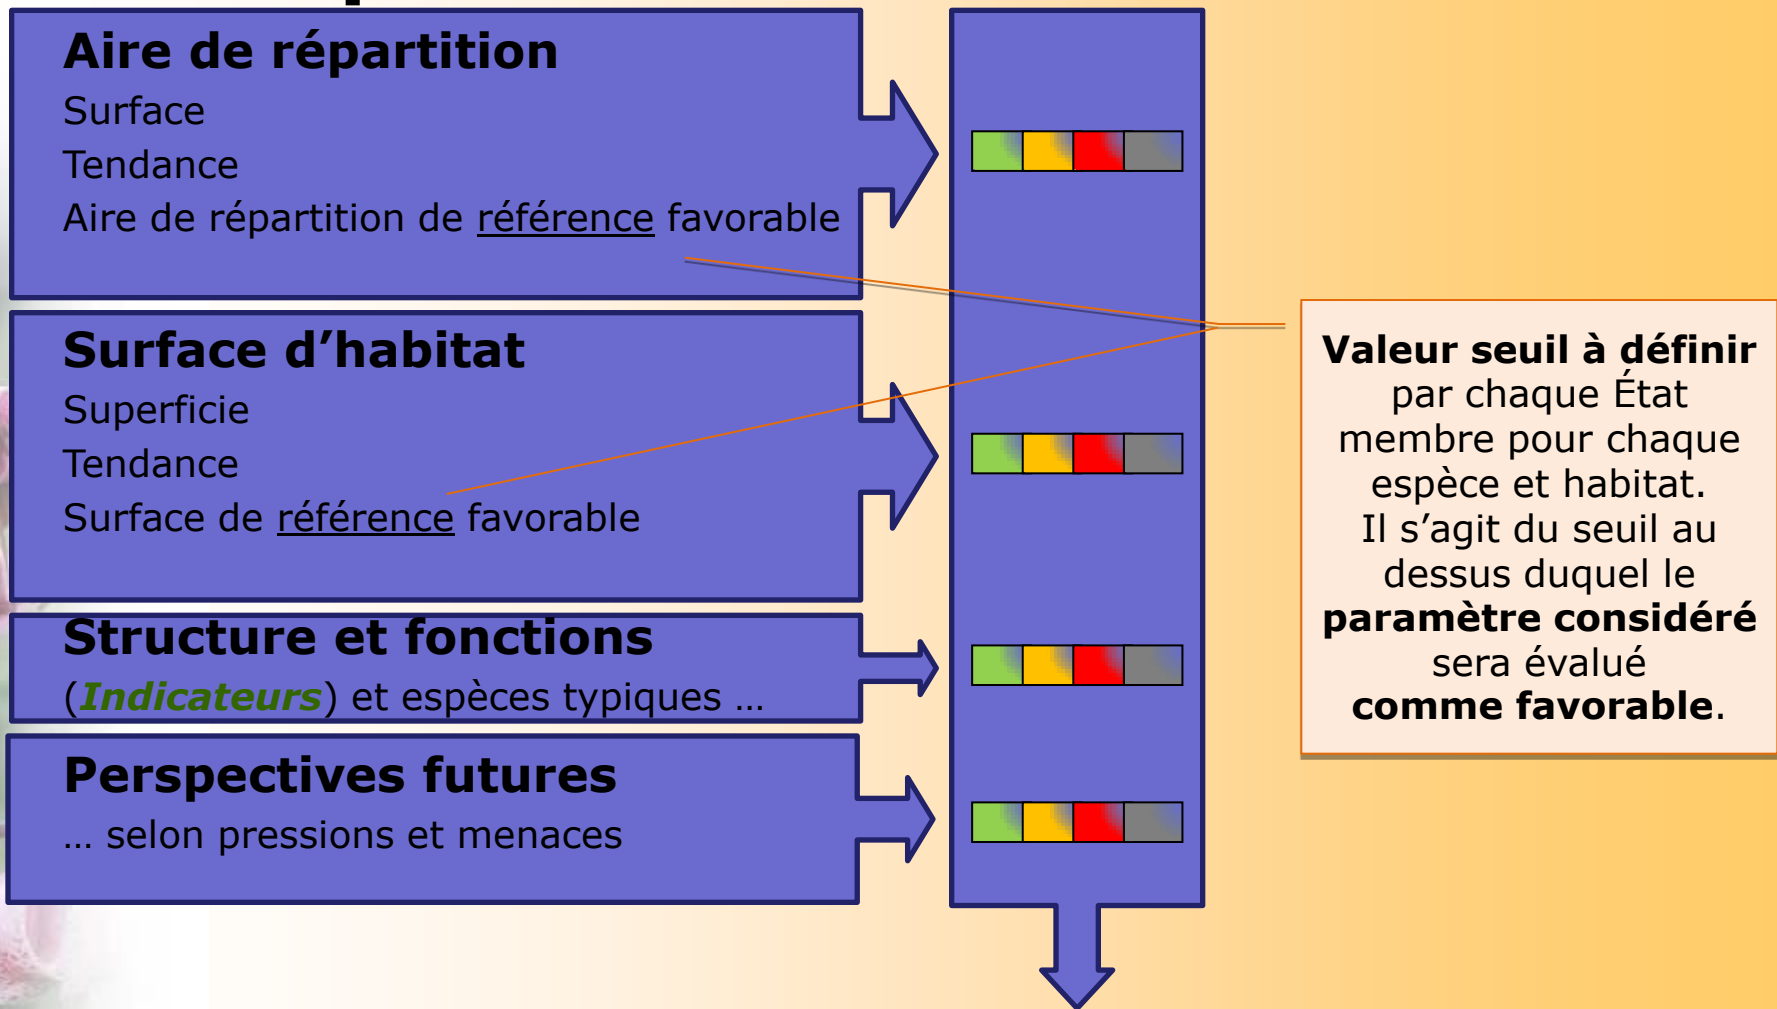 Aire de répartition
Surface
Tendance
Aire de répartition de référence favorable
Surface d’habitat
Superficie
Tendance
Surface de référence favorable
Structure et fonctions
(Indicateurs) et espèces typiques ...
Perspectives futures
... selon pressions et menaces
Valeur seuil à définir
par chaque État
membre pour chaque
espèce et habitat.
Il s’agit du seuil au
dessus duquel le
paramètre considéré
sera évalué
comme favorable.